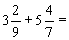 3 2/9 + 5 4/7 =